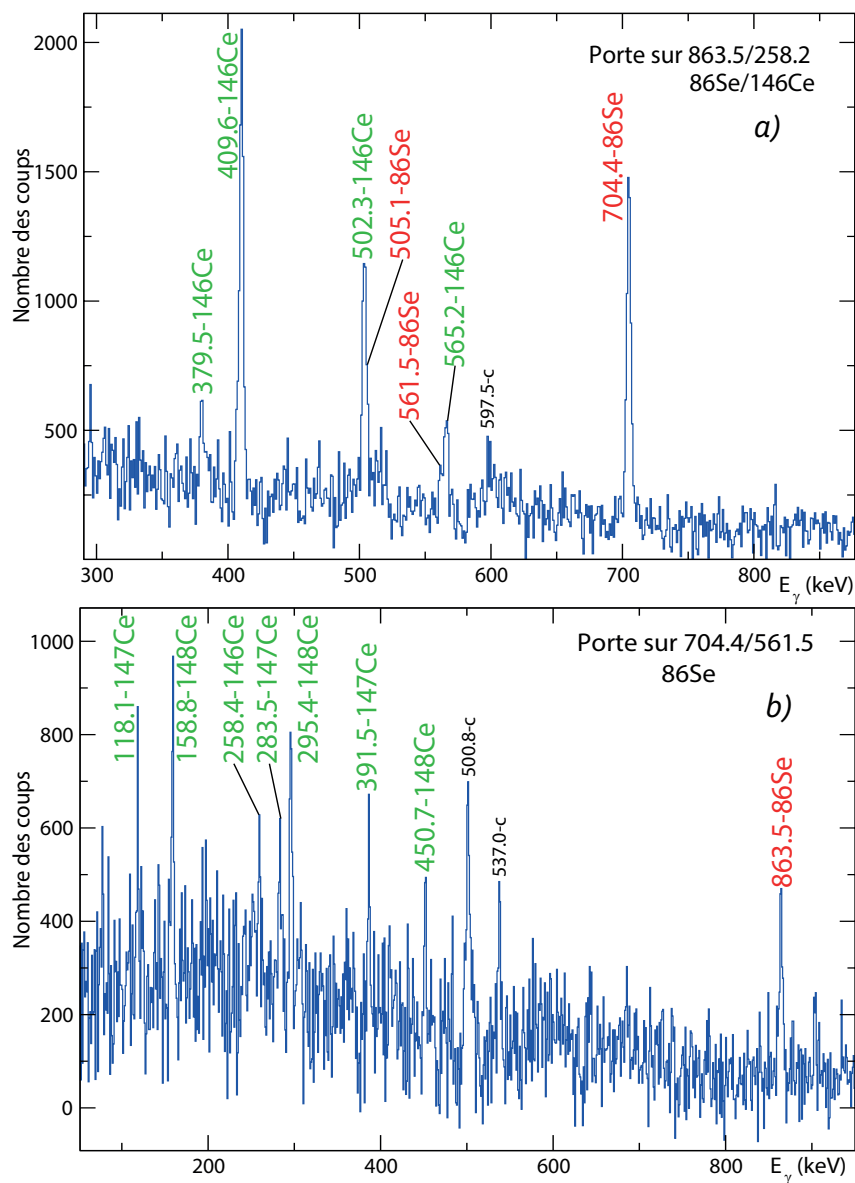 Nombre des coups
2000
1500
1000
500
300
400
500
600
700
800
E_γ (keV)
Porte sur 863.5/258.2
86Se/146Ce
a)
379.5-146Ce
409.6-146Ce
502.3-146Ce
505.1-86Se
561.5-86Se
565.2-146Ce
597.5-c
704.4-86Se
Nombre des coups
1000
800
600
400
200
0
200
400
600
800
E_γ (keV)
Porte sur 704.4/561.5
86Se
b)
118.1-147Ce
158.8-148Ce
258.4-146Ce
283.5-147Ce
295.4-148Ce
391.5-147Ce
450.7-148Ce
500.8-c
537.0-c
863.5-86Se